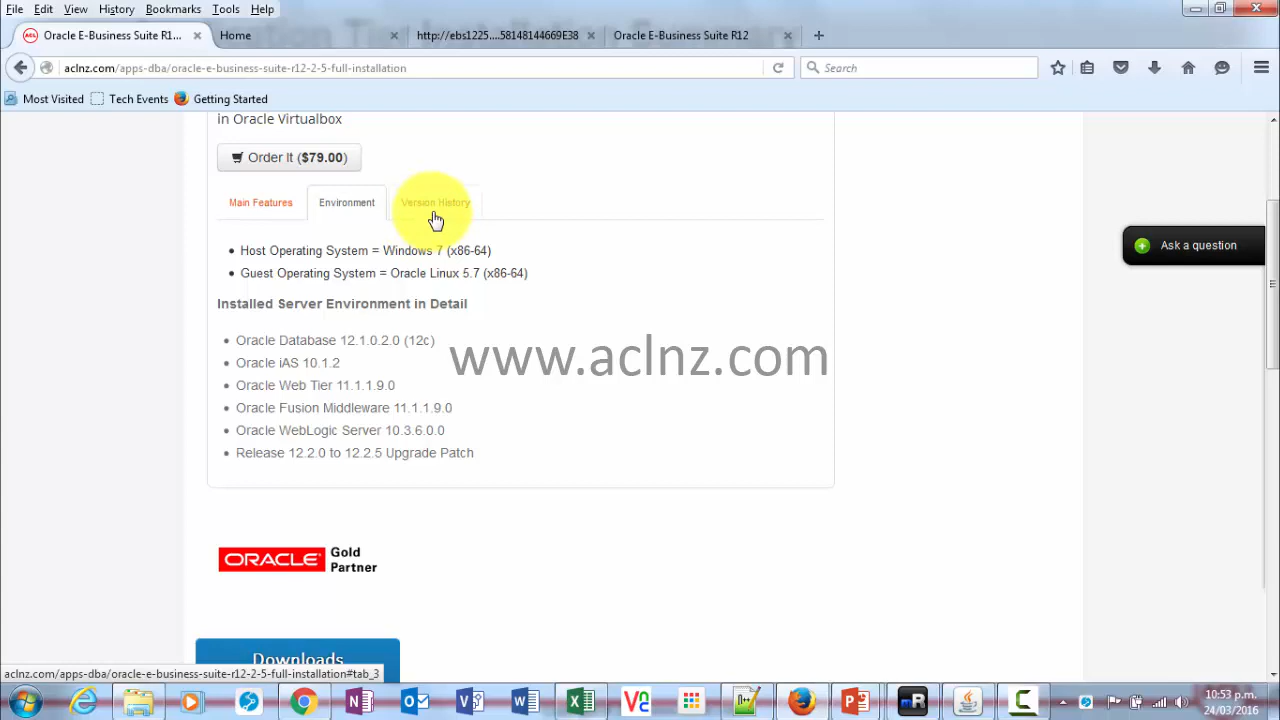 File Edit View History Bookmarks Tools Help
Oracle E-Business Suite R1... Home http://ebs1225....58148144669E38 Oracle E-Business Suite R12
aclnz.com/apps-dba/oracle-e-business-suite-r12-2-5-full-installation Search
Most Visited Tech Events Getting Started
in Oracle Virtualbox
Order It ($79.00)
Main Features Environment Version History
Host Operating System = Windows 7 (x86-64)
Guest Operating System = Oracle Linux 5.7 (x86-64)
Installed Server Environment in Detail
Oracle Database 12.1.0.2.0 (12c)
Oracle iAS 10.1.2
Oracle Web Tier 11.1.1.9.0
Oracle Fusion Middleware 11.1.1.9.0
Oracle WebLogic Server 10.3.6.0.0
Release 12.2.0 to 12.2.5 Upgrade Patch
www.aclnz.com
Ask a question
ORACLE Gold
Partner
Downloads
aclnz.com/apps-dba/oracle-e-business-suite-r12-2-5-full-installation#tab_3
10:53 p.m.
24/03/2016